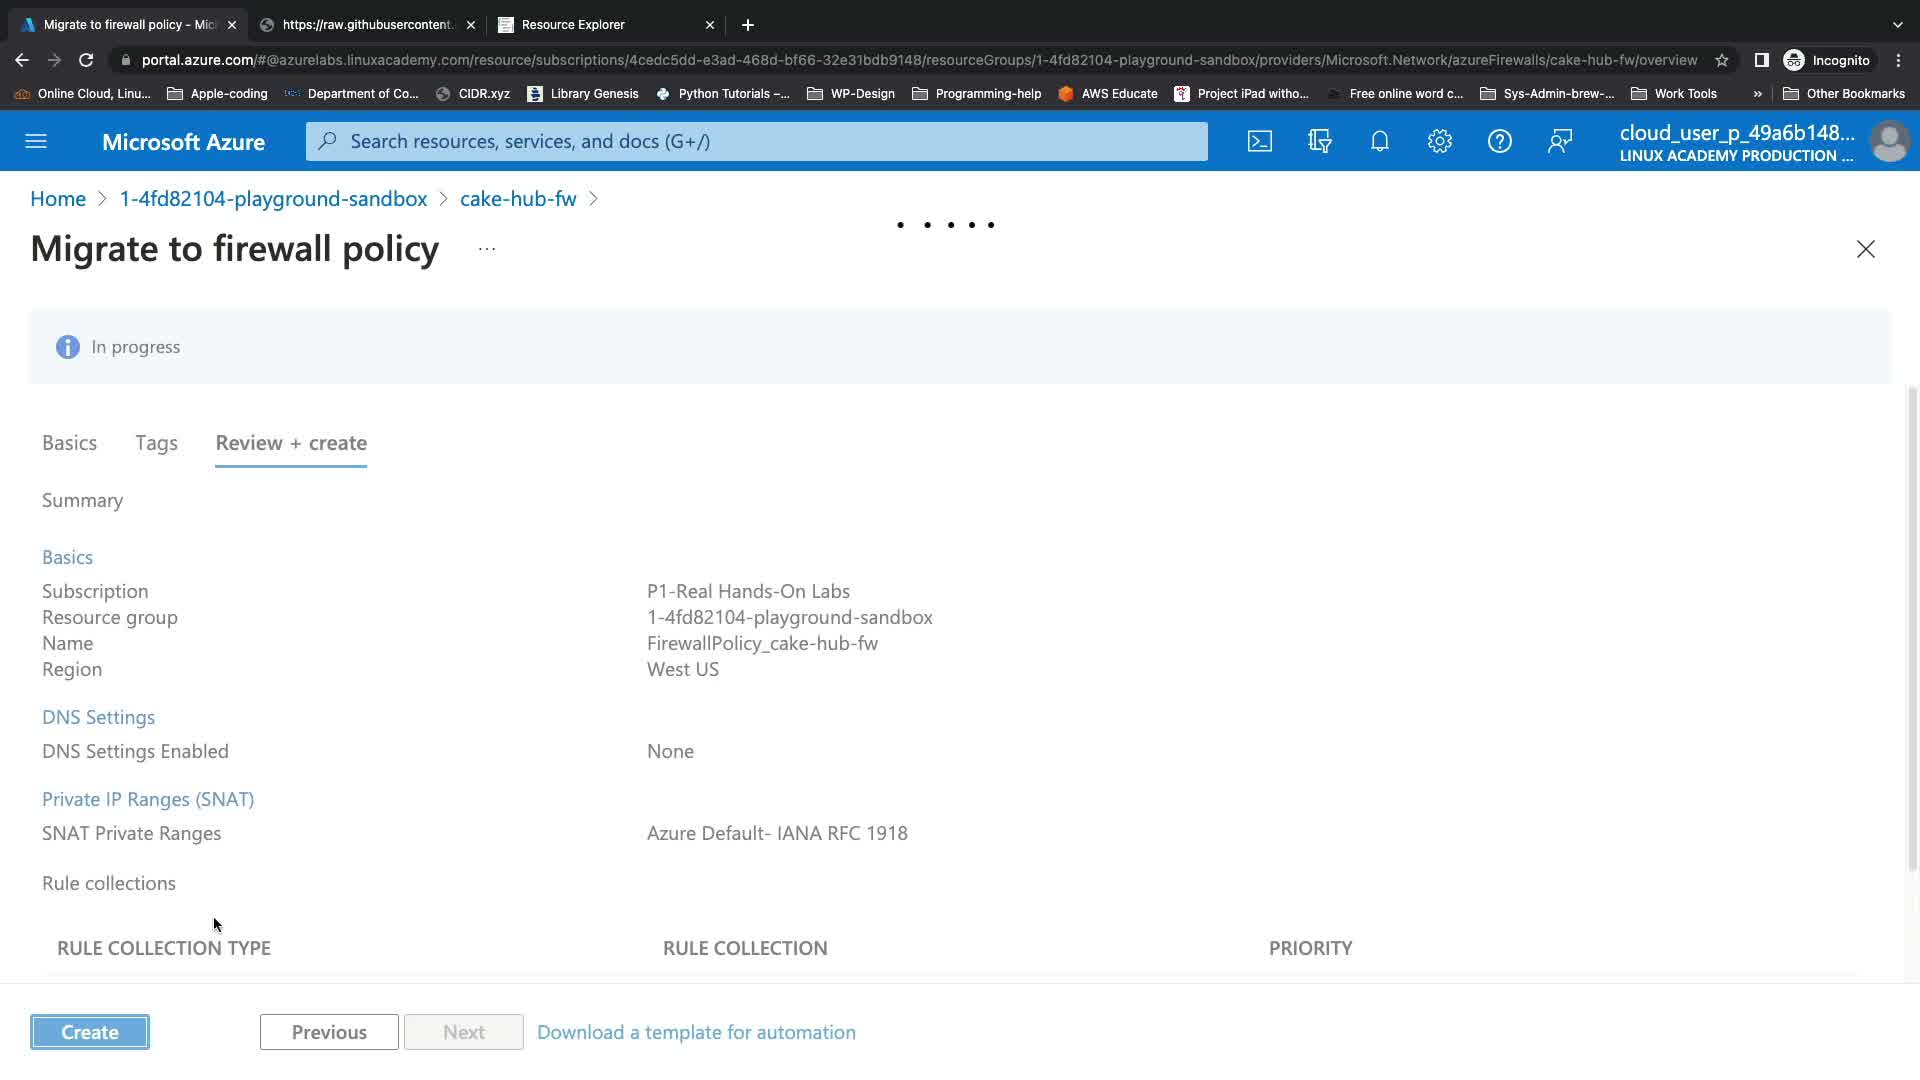 Migrate to firewall policy - Mic
https://raw.githubusercontent.
Resource Explorer
portal.azure.com/#@azurelabs.linuxacademy.com/resource/subscriptions/4cedc5dd-e3ad-468d-bf66-32e31bdb9148/resourceGroups/1-4fd82104-playground-sandbox/providers/Microsoft.Network/azureFirewalls/cake-hub-fw/overview
Incognito
Online Cloud, Linu...
Apple-coding
Department of Co...
CIDR.xyz
Library Genesis
Python Tutorials –...
WP-Design
Programming-help
AWS Educate
Project iPad witho...
Free online word c...
Sys-Admin-brew-...
Work Tools
»
Other Bookmarks
Microsoft Azure
Search resources, services, and docs (G+/)
cloud_user_p_49a6b148...
LINUX ACADEMY PRODUCTION ...
Home > 1-4fd82104-playground-sandbox > cake-hub-fw >
Migrate to firewall policy ...
In progress
Basics
Tags
Review + create
Summary
Basics
Subscription P1-Real Hands-On Labs
Resource group 1-4fd82104-playground-sandbox
Name FirewallPolicy_cake-hub-fw
Region West US
DNS Settings
DNS Settings Enabled None
Private IP Ranges (SNAT)
SNAT Private Ranges Azure Default- IANA RFC 1918
Rule collections
RULE COLLECTION TYPE RULE COLLECTION PRIORITY
Create
Previous
Next
Download a template for automation